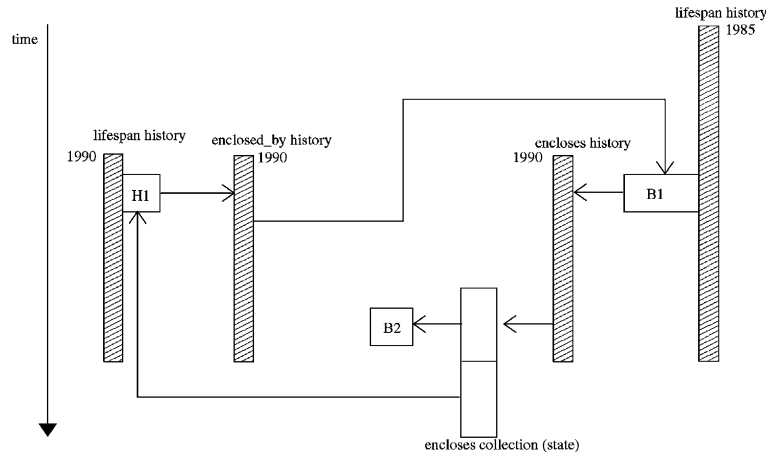 lifespan history
1985
time
lifespan history
1990
enclosed_by history
1990
encloses history
1990
H1
B1
B2
encloses collection (state)